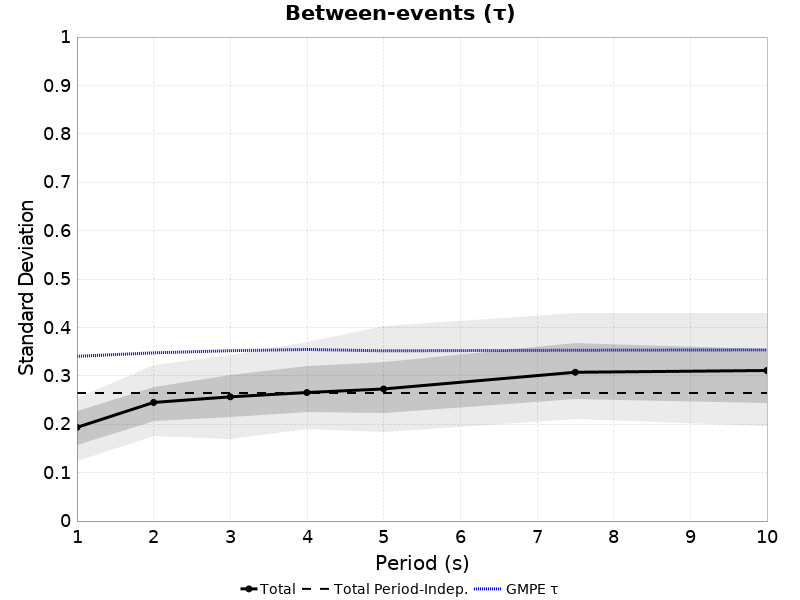 Between-events (τ)
1
0.9
0.8
0.7
0.6
0.5
0.4
0.3
0.2
0.1
0
Standard Deviation
1 2 3 4 5 6 7 8 9 10
Period (s)
Total Total Period-Indep. GMPE τ